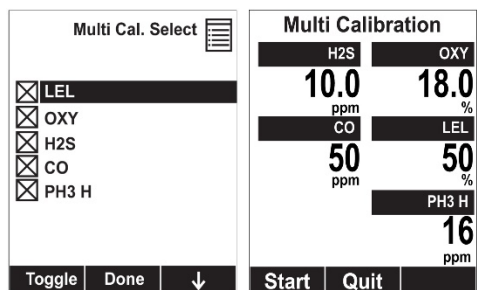 Multi Cal. Select
LEL
OXY
H2S
CO
PH3 H
Toggle Done ↓
Multi Calibration
H2S OXY
10.0 18.0
ppm %
CO LEL
50 50
ppm %
PH3 H
16
ppm
Start Quit